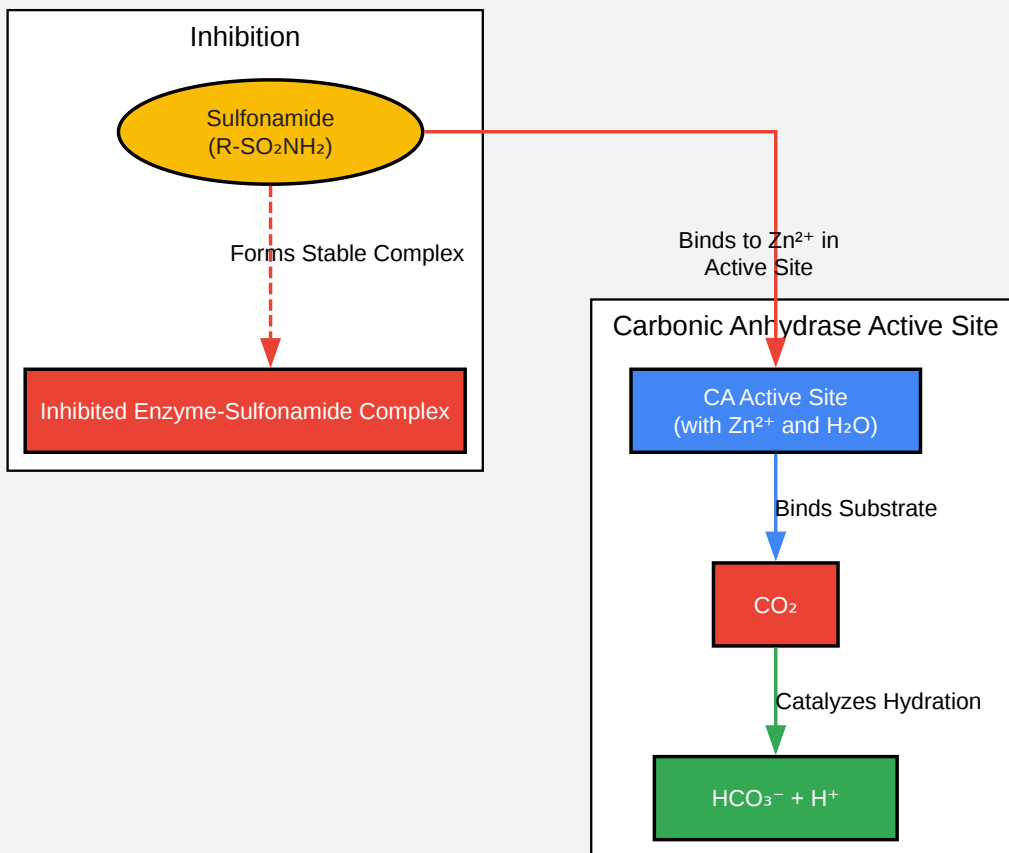 Inhibition
Sulfonamide
(R-SO₂NH₂)
Forms Stable Complex
Inhibited Enzyme-Sulfonamide Complex
Binds to Zn²⁺ in
Active Site
Carbonic Anhydrase Active Site
CA Active Site
(with Zn²⁺ and H₂O)
Binds Substrate
CO₂
Catalyzes Hydration
HCO₃⁻ + H⁺